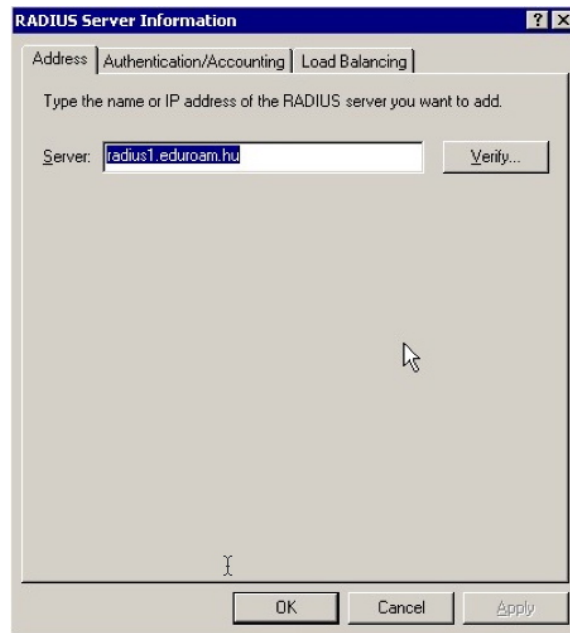 RADIUS Server Information
Address Authentication/Accounting Load Balancing
Type the name or IP address of the RADIUS server you want to add.
Server: radius1.eduroam.hu Verify...
OK Cancel Apply